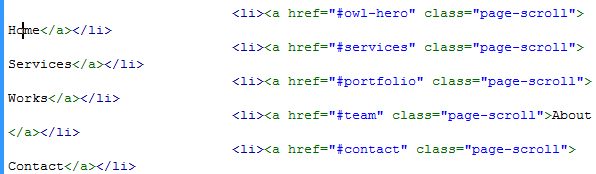 <li><a href="#owl-hero" class="page-scroll">
Home</a></li>
<li><a href="#services" class="page-scroll">
Services</a></li>
<li><a href="#portfolio" class="page-scroll">
Works</a></li>
<li><a href="#team" class="page-scroll">About
</a></li>
<li><a href="#contact" class="page-scroll">
Contact</a></li>